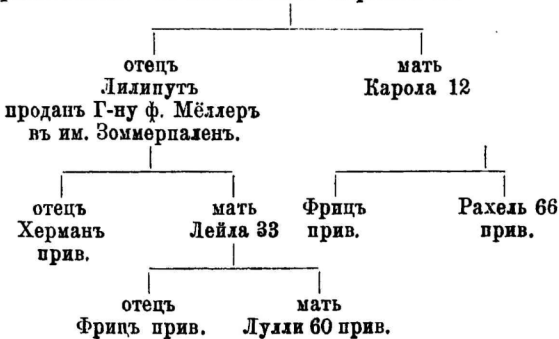 отецъ мать
Лилипутъ Карола 12
проданъ Г-ну ф. Мёллеръ
въ им. Зоммерпаленъ.
отецъ мать Фрицъ Рахель 66
Херманъ Лейла 33 прив. прив.
прив.
отецъ мать
Фрицъ прив. Лулли 60 прив.